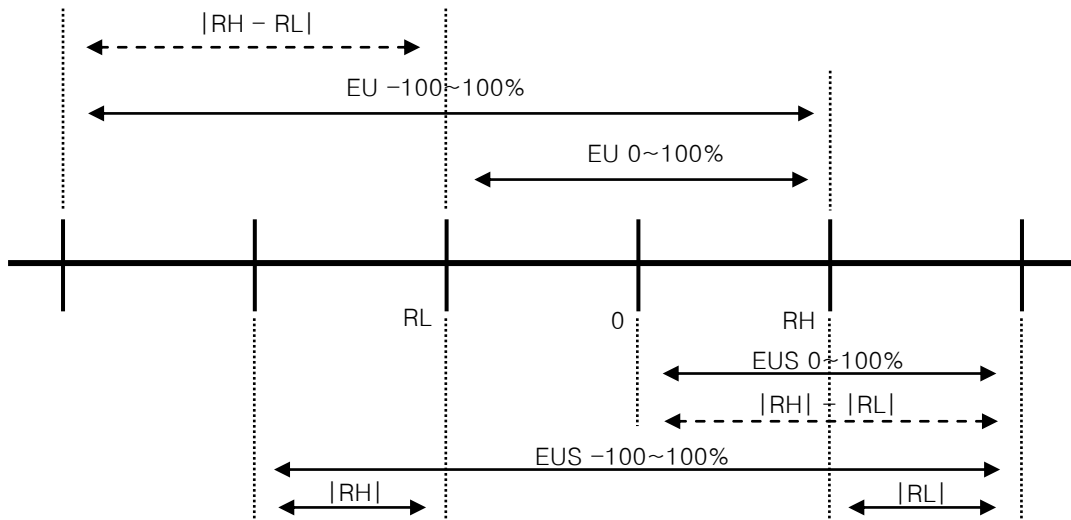 |RH − RL|
EU −100~100%
EU 0~100%
RL
0
RH
EUS 0~100%
|RH| − |RL|
EUS −100~100%
|RH|
|RL|